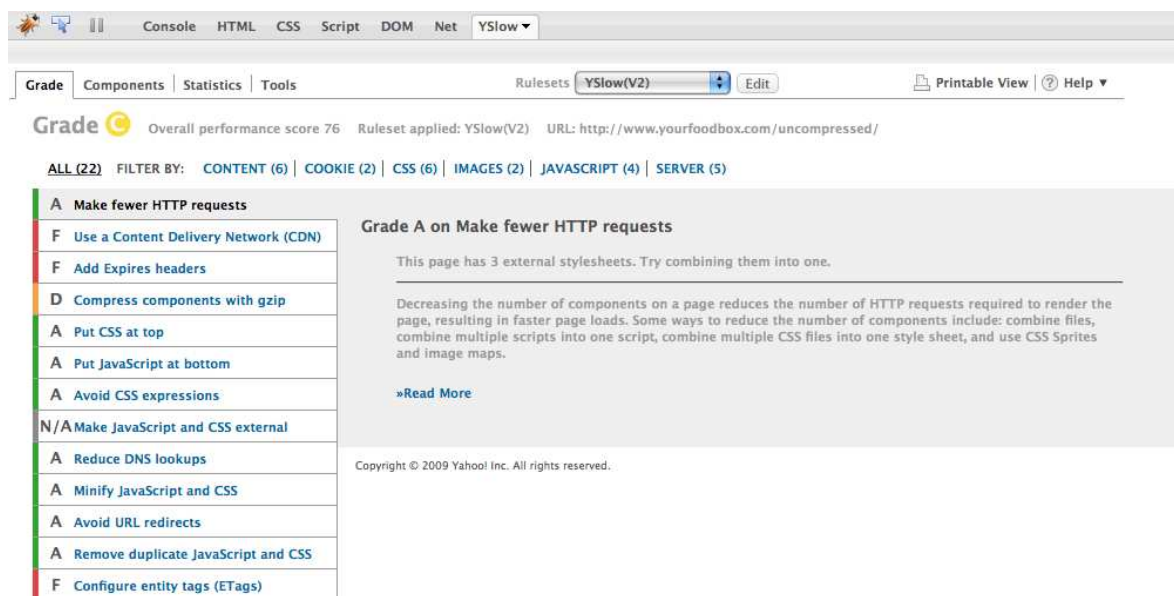 Console HTML CSS Script DOM Net YSlow
Grade Components Statistics Tools Rulesets YSlow(V2) Edit Printable View ? Help
Grade C Overall performance score 76 Ruleset applied: YSlow(V2) URL: http://www.yourfoodbox.com/uncompressed/
ALL (22) FILTER BY: CONTENT (6) COOKIE (2) CSS (6) IMAGES (2) JAVASCRIPT (4) SERVER (5)
A Make fewer HTTP requests
F Use a Content Delivery Network (CDN)
F Add Expires headers
D Compress components with gzip
A Put CSS at top
A Put JavaScript at bottom
A Avoid CSS expressions
N/A Make JavaScript and CSS external
A Reduce DNS lookups
A Minify JavaScript and CSS
A Avoid URL redirects
A Remove duplicate JavaScript and CSS
F Configure entity tags (ETags)
Grade A on Make fewer HTTP requests
This page has 3 external stylesheets. Try combining them into one.
Decreasing the number of components on a page reduces the number of HTTP requests required to render the
page, resulting in faster page loads. Some ways to reduce the number of components include: combine files,
combine multiple scripts into one script, combine multiple CSS files into one style sheet, and use CSS Sprites
and image maps.
»Read More
Copyright © 2009 Yahoo! Inc. All rights reserved.